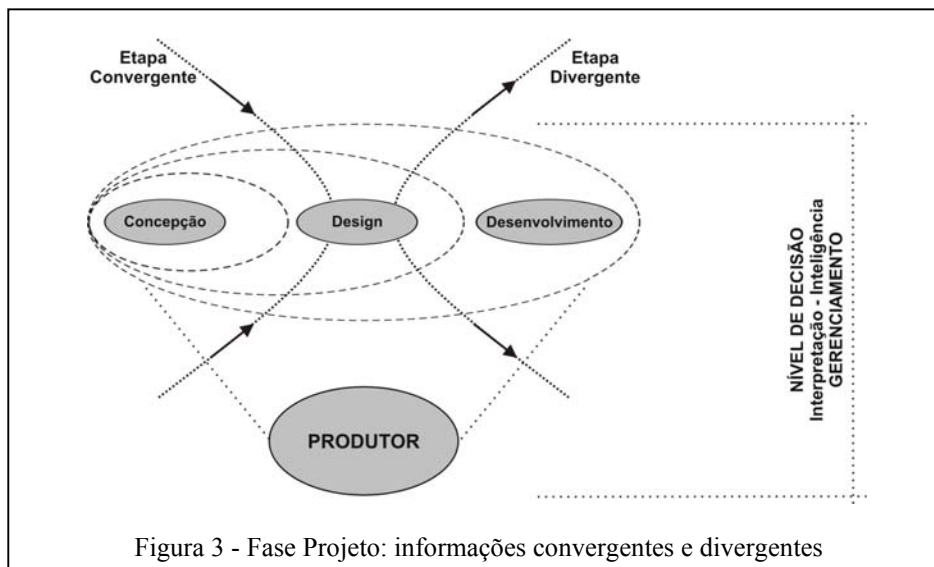 Etapa
Convergente
Etapa
Divergente
Concepção
Design
Desenvolvimento
PRODUTOR
NÍVEL DE DECISÃO
Interpretação - Inteligência
GERENCIAMENTO
Figura 3 - Fase Projeto: informações convergentes e divergentes